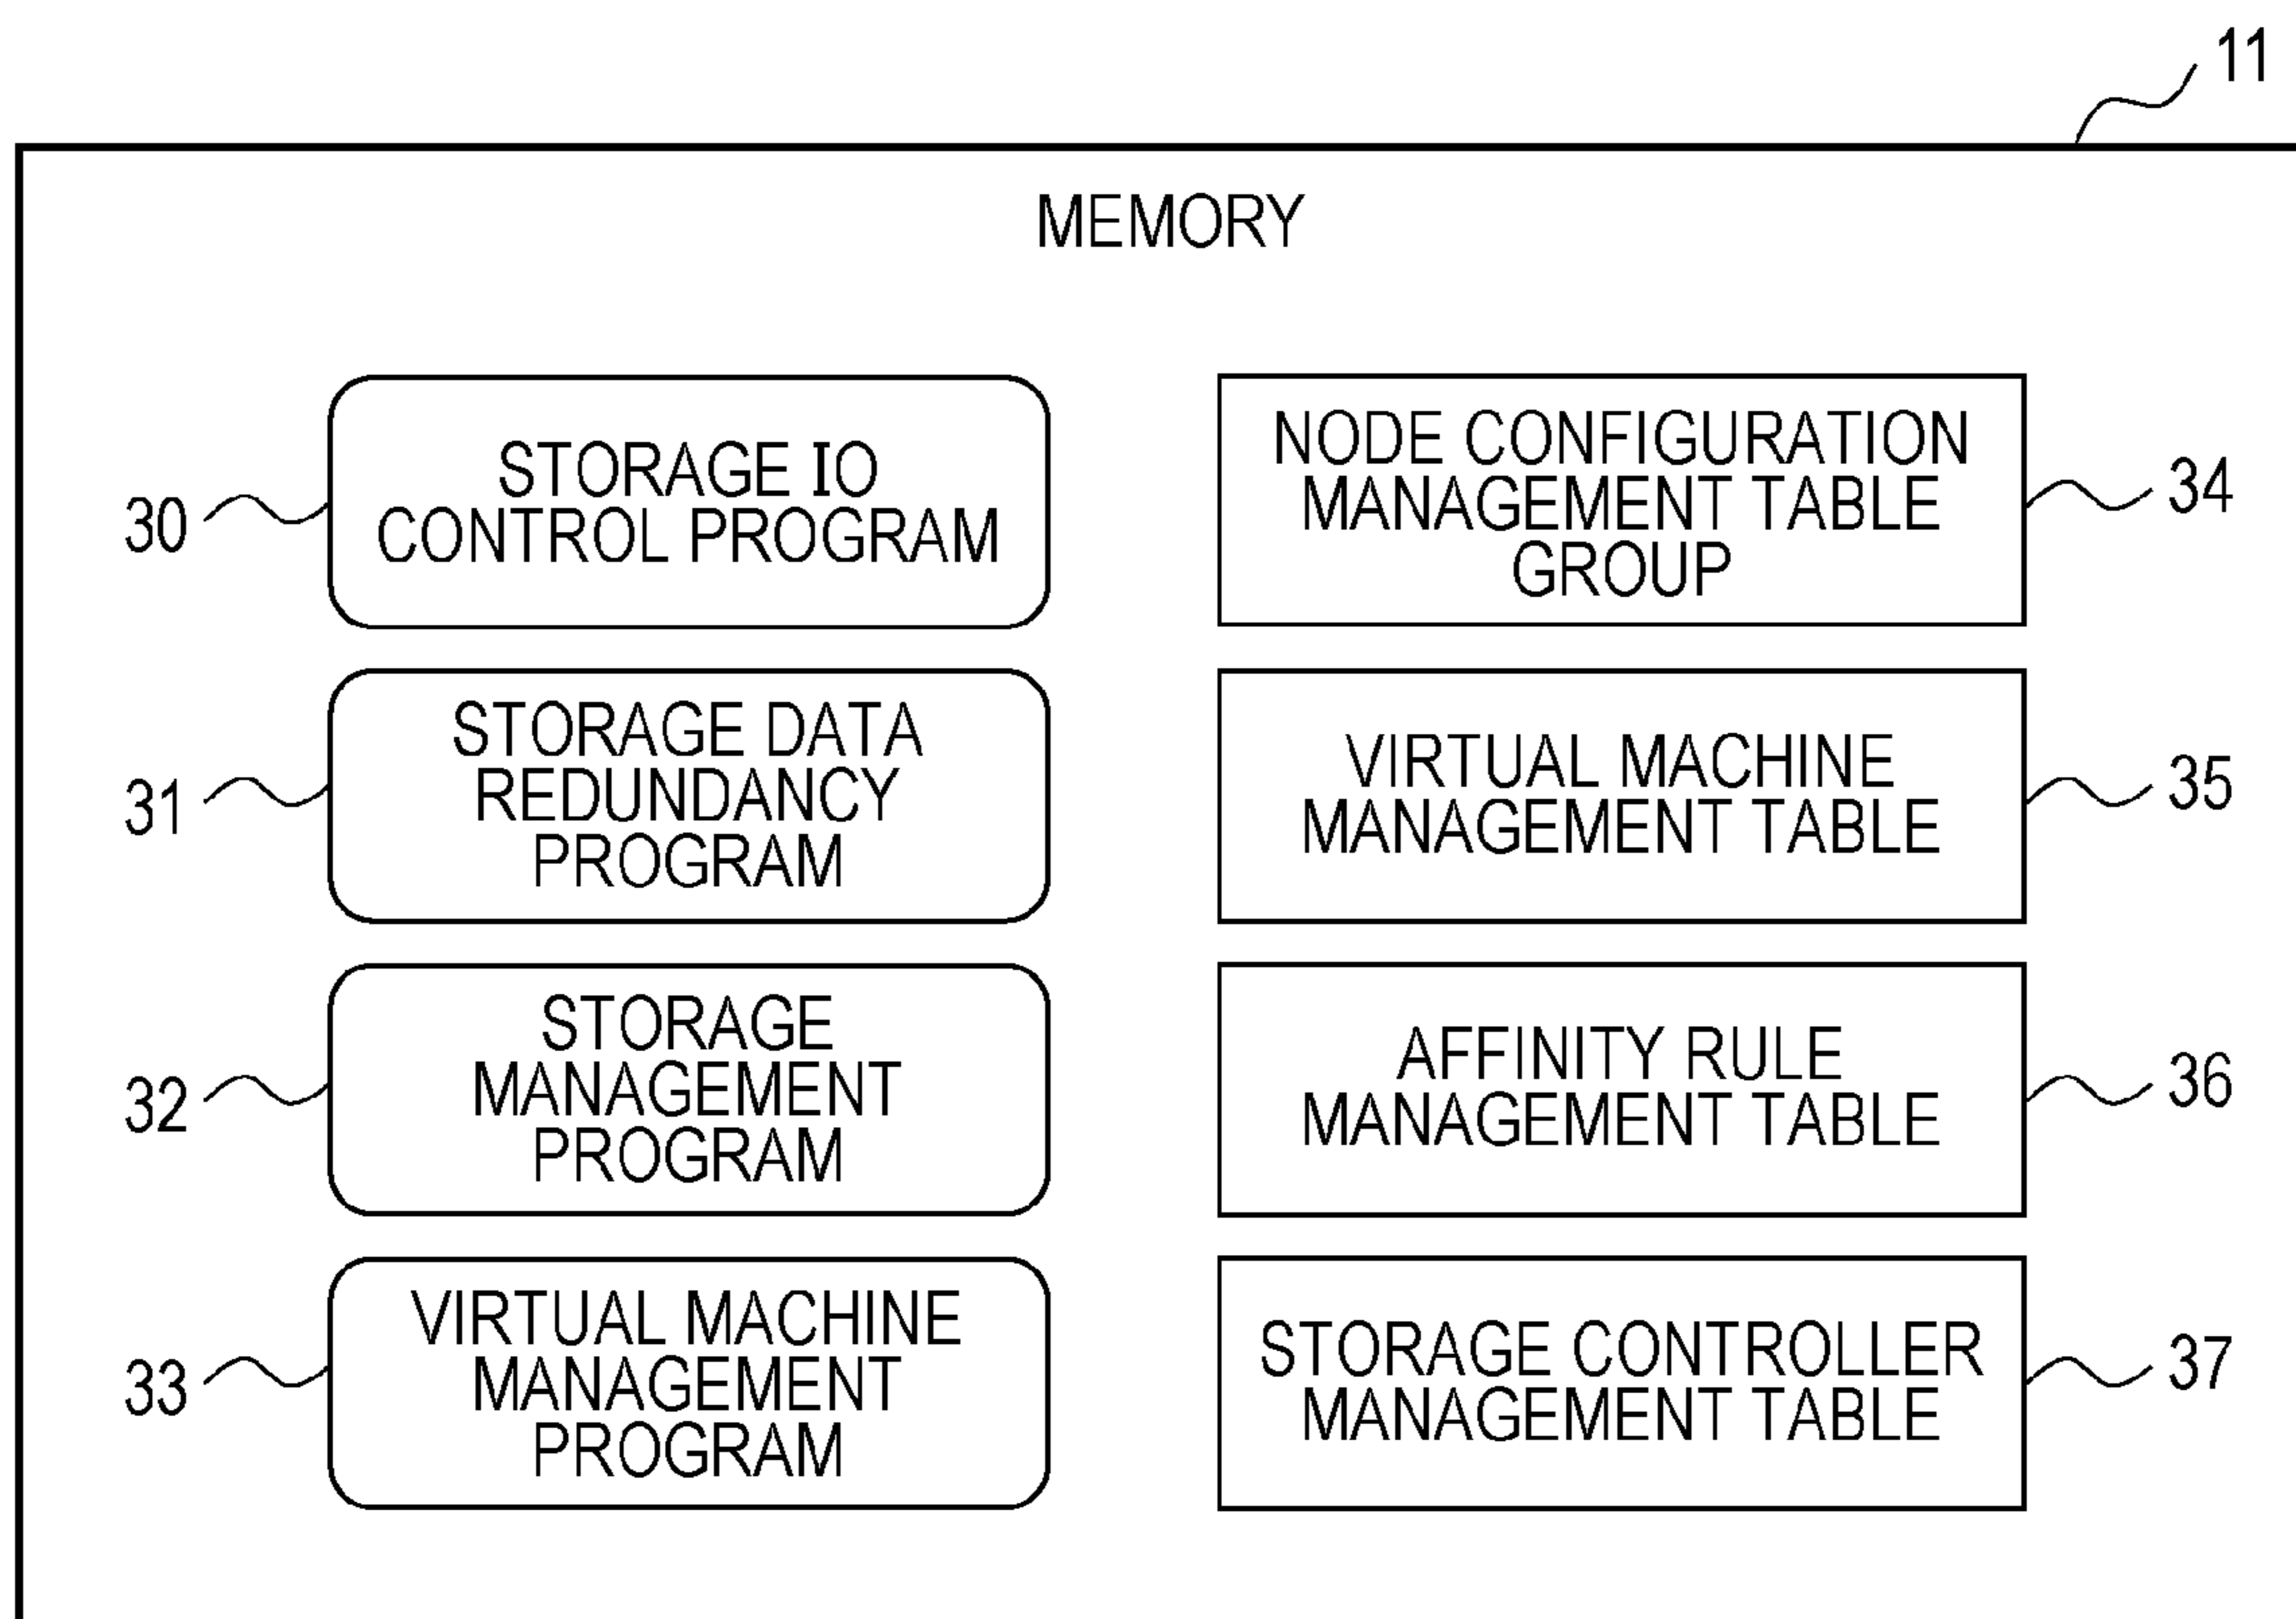 11
MEMORY
30
STORAGE IO
CONTROL PROGRAM
NODE CONFIGURATION
MANAGEMENT TABLE
GROUP
34
31
STORAGE DATA
REDUNDANCY
PROGRAM
VIRTUAL MACHINE
MANAGEMENT TABLE
35
32
STORAGE
MANAGEMENT
PROGRAM
AFFINITY RULE
MANAGEMENT TABLE
36
33
VIRTUAL MACHINE
MANAGEMENT
PROGRAM
STORAGE CONTROLLER
MANAGEMENT TABLE
37